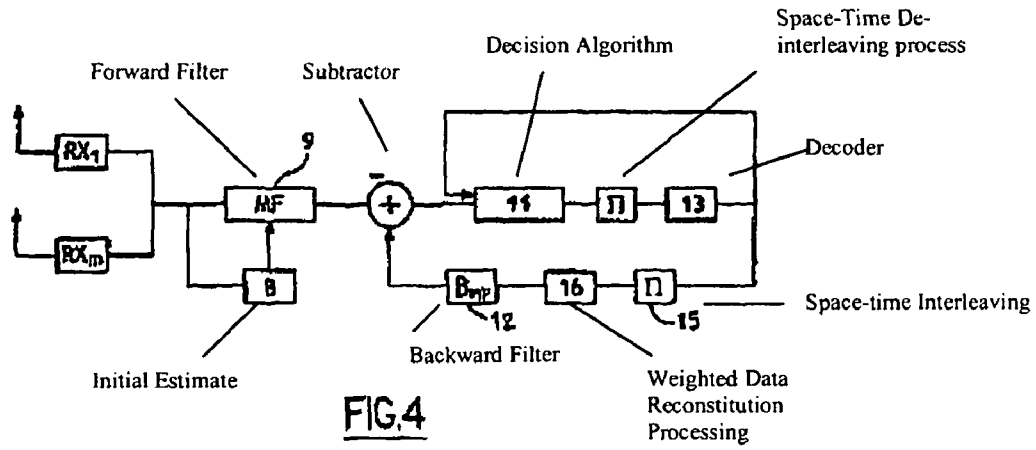 Space-Time De-
interleaving process
Decision Algorithm
Forward Filter
Subtractor
9
RX1
MF
11
Π
13
Decoder
RXm
8
Bmp
16
Π
12
15
Space-time Interleaving
Backward Filter
Initial Estimate
Weighted Data
Reconstitution
Processing
FIG.4